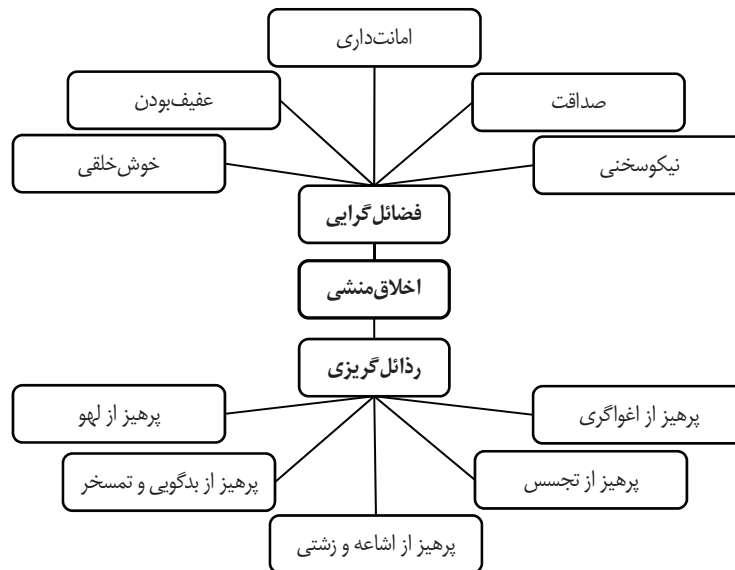 امانت‌داری
صداقت
عفیف‌بودن
نیکوسخنی
خوش‌خلقی
فضائل‌گرایی
اخلاق‌منشی
رذائل‌گریزی
پرهیز از اغواگری
پرهیز از لهو
پرهیز از تجسس
پرهیز از بدگویی و تمسخر
پرهیز از اشاعه و زشتی